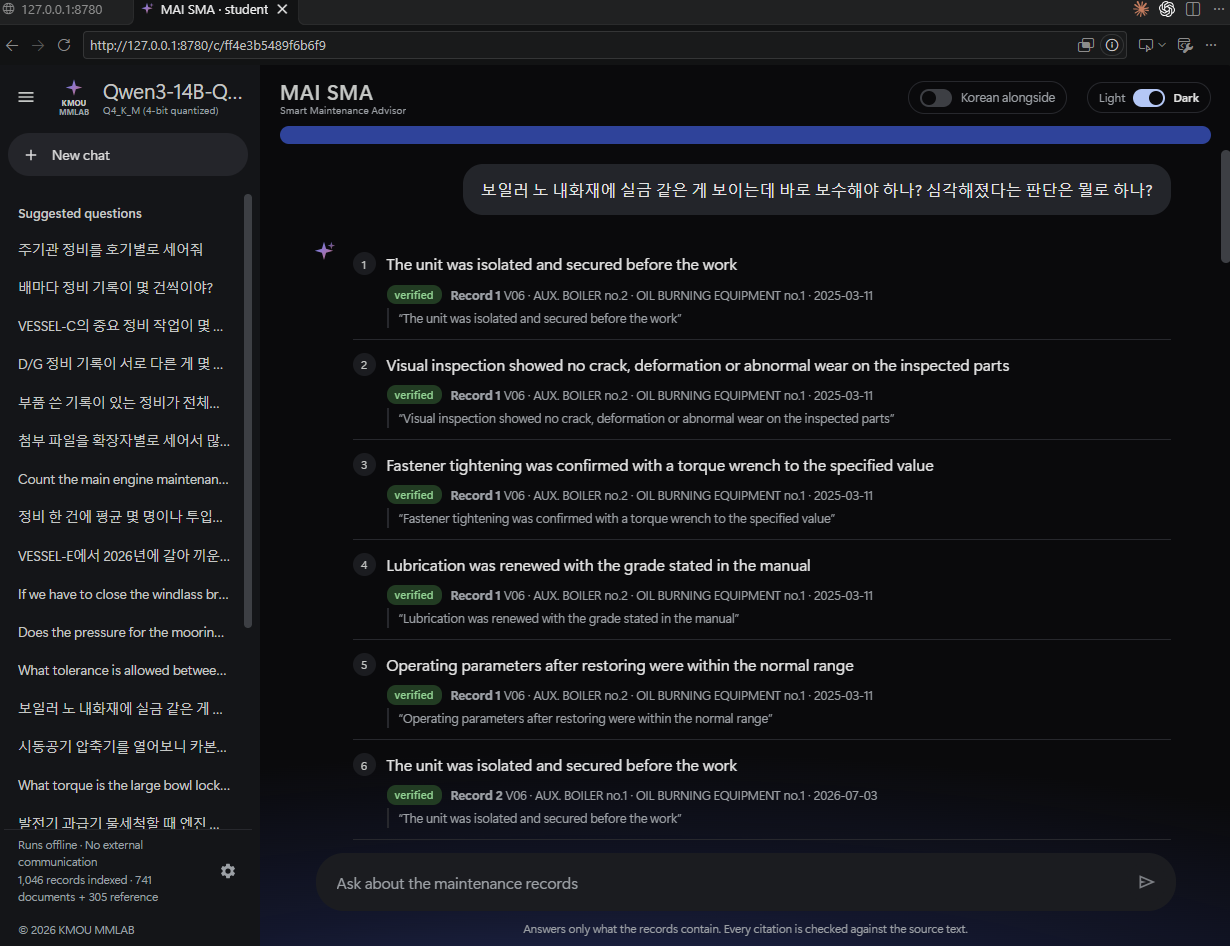 127.0.0.1:8780
MAI SMA · student
http://127.0.0.1:8780/c/ff4e3b5489f6b6f9
KMOU
MMLAB
Qwen3-14B-Q...
Q4_K_M (4-bit quantized)
New chat
Suggested questions
주기관 정비를 호기별로 세어줘
배마다 정비 기록이 몇 건씩이야?
VESSEL-C의 중요 정비 작업이 몇 ...
D/G 정비 기록이 서로 다른 게 몇 ...
부품 쓴 기록이 있는 정비가 전체...
첨부 파일을 확장자별로 세어서 많...
Count the main engine maintenan...
정비 한 건에 평균 몇 명이나 투입...
VESSEL-E에서 2026년에 갈아 끼운...
If we have to close the windlass br...
Does the pressure for the moorin...
What tolerance is allowed betwee...
보일러 노 내화재에 실금 같은 게 ...
시동공기 압축기를 열어보니 카본...
What torque is the large bowl lock...
발전기 과급기 물세척할 때 엔진 ...
Runs offline · No external
communication
1,046 records indexed · 741
documents + 305 reference
© 2026 KMOU MMLAB
MAI SMA
Smart Maintenance Advisor
Korean alongside
Light
Dark
보일러 노 내화재에 실금 같은 게 보이는데 바로 보수해야 하나? 심각해졌다는 판단은 뭘로 하나?
1 The unit was isolated and secured before the work
verified Record 1 V06 · AUX. BOILER no.2 · OIL BURNING EQUIPMENT no.1 · 2025-03-11
"The unit was isolated and secured before the work"
2 Visual inspection showed no crack, deformation or abnormal wear on the inspected parts
verified Record 1 V06 · AUX. BOILER no.2 · OIL BURNING EQUIPMENT no.1 · 2025-03-11
"Visual inspection showed no crack, deformation or abnormal wear on the inspected parts"
3 Fastener tightening was confirmed with a torque wrench to the specified value
verified Record 1 V06 · AUX. BOILER no.2 · OIL BURNING EQUIPMENT no.1 · 2025-03-11
"Fastener tightening was confirmed with a torque wrench to the specified value"
4 Lubrication was renewed with the grade stated in the manual
verified Record 1 V06 · AUX. BOILER no.2 · OIL BURNING EQUIPMENT no.1 · 2025-03-11
"Lubrication was renewed with the grade stated in the manual"
5 Operating parameters after restoring were within the normal range
verified Record 1 V06 · AUX. BOILER no.2 · OIL BURNING EQUIPMENT no.1 · 2025-03-11
"Operating parameters after restoring were within the normal range"
6 The unit was isolated and secured before the work
verified Record 2 V06 · AUX. BOILER no.1 · OIL BURNING EQUIPMENT no.1 · 2026-07-03
"The unit was isolated and secured before the work"
Ask about the maintenance records
Answers only what the records contain. Every citation is checked against the source text.